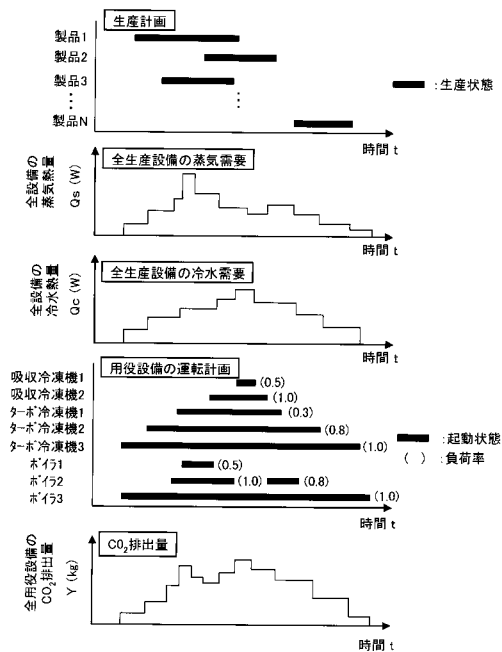 生産計画
製品1
製品2
製品3
製品N
:生産状態
時間 t
全生産設備の蒸気需要
全設備の
蒸気熱量
Qs (W)
時間 t
全生産設備の冷水需要
全設備の
冷水熱量
Qc (W)
時間 t
用役設備の運転計画
吸収冷凍機1
(0.5)
吸収冷凍機2
(1.0)
ターボ冷凍機1
(0.3)
ターボ冷凍機2
(0.8)
ターボ冷凍機3
(1.0)
ボイラ1
(0.5)
ボイラ2
(1.0)
(0.8)
ボイラ3
(1.0)
:起動状態
( ) :負荷率
時間 t
CO2排出量
全用役設備の
CO2排出量
Y (kg)
時間 t